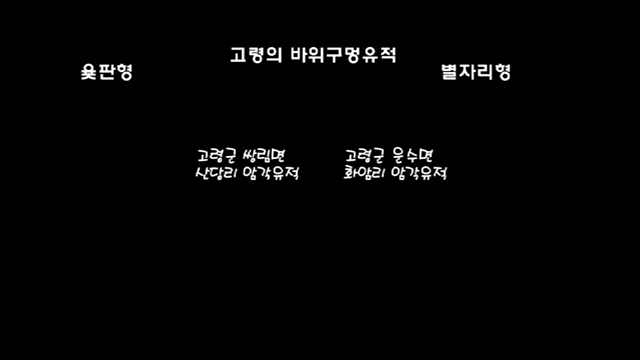 고령의 바위구멍유적
윷판형
별자리형
고령군 쌍림면
산당리 암각유적
고령군 운수면
화암리 암각유적